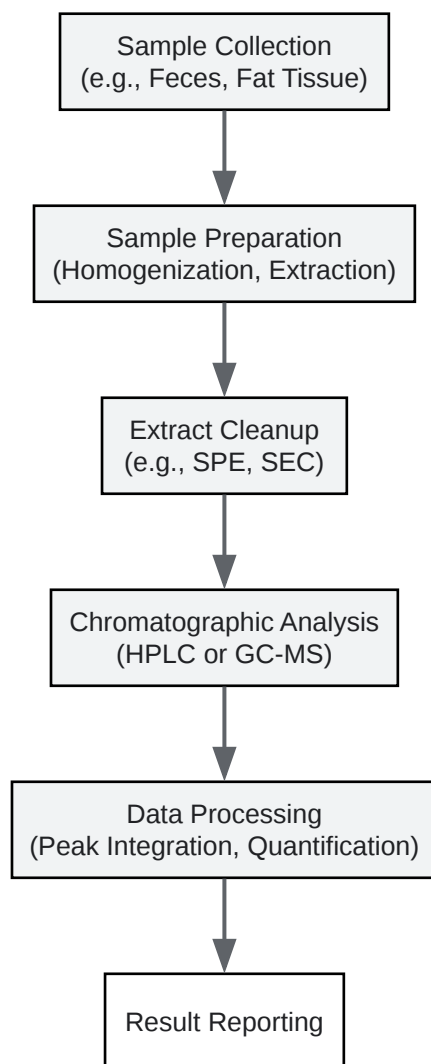 Sample Collection
(e.g., Feces, Fat Tissue)
Sample Preparation
(Homogenization, Extraction)
Extract Cleanup
(e.g., SPE, SEC)
Chromatographic Analysis
(HPLC or GC-MS)
Data Processing
(Peak Integration, Quantification)
Result Reporting